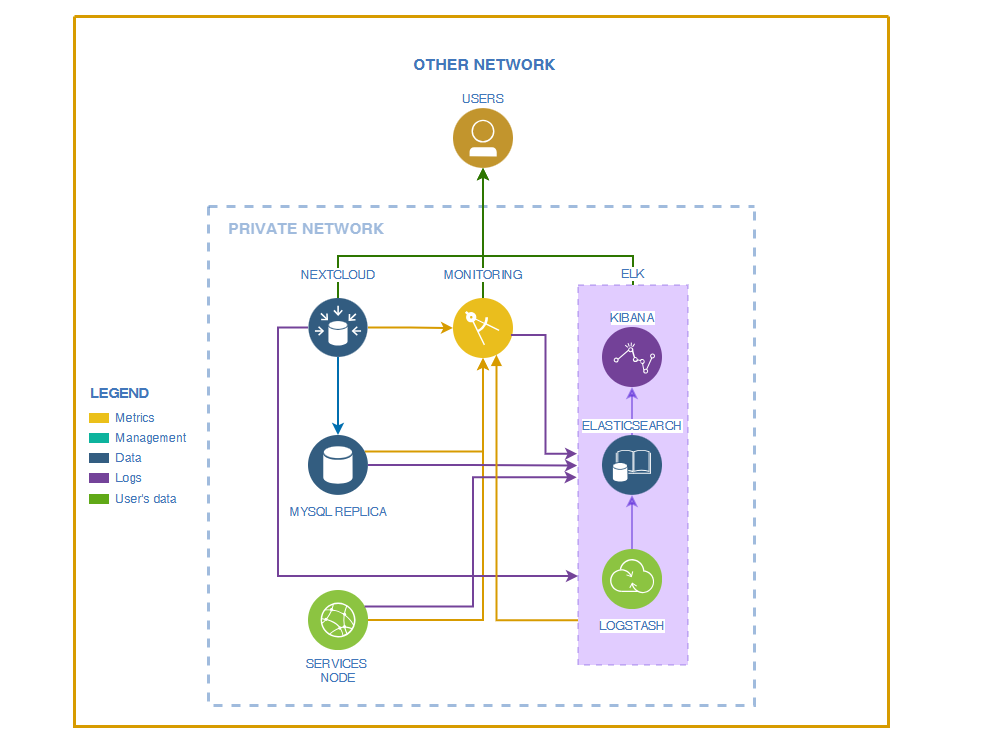 OTHER NETWORK
USERS
PRIVATE NETWORK
NEXTCLOUD
MONITORING
ELK
KIBANA
LEGEND
Metrics
Management
Data
Logs
User's data
ELASTICSEARCH
MYSQL REPLICA
LOGSTASH
SERVICES
NODE